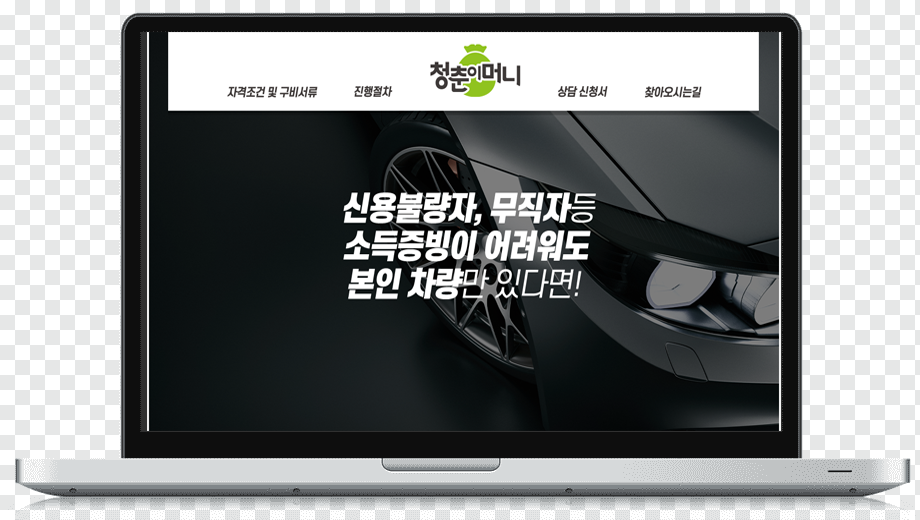 청춘이머니
자격조건 및 구비서류 진행절차 상담 신청서 찾아오시는길
신용불량자, 무직자등
소득증빙이 어려워도
본인 차량만 있다면!